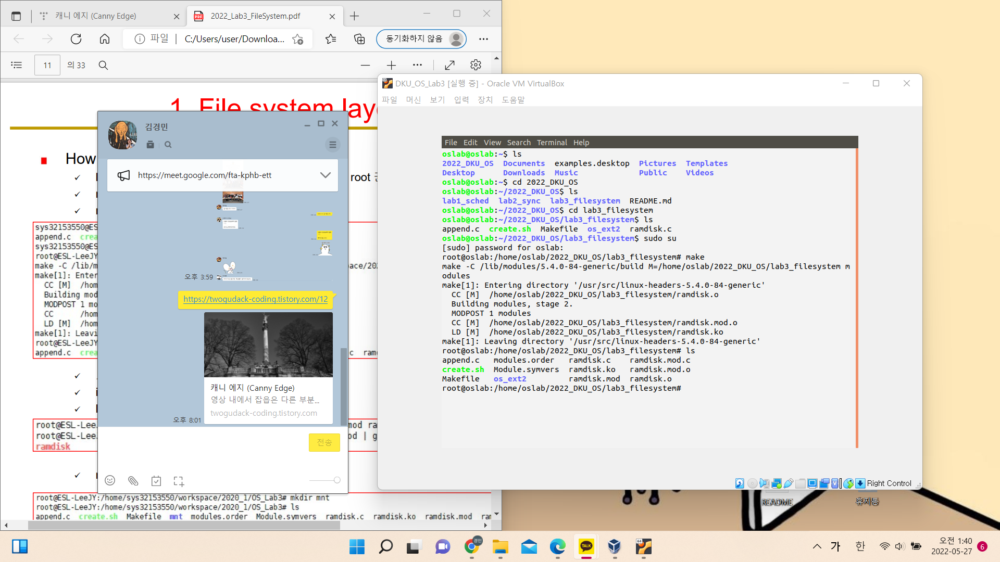 캐니 에지 (Canny Edge)
2022_Lab3_FileSystem.pdf
파일
C:/Users/user/Downloa...
동기화하지 않음
11
의 33
1. File system lay
How
root
sys32153550@ES
append.c crea
sys32153550@ES
root@ESL-LeeJY
make -C /lib/m
ace/202
make[1]: Enter
CC [M] /hom
Building mod
MODPOST 1 mo
CC /hom
LD [M] /hom
make[1]: Leavi
root@ESL-LeeJY
append.c crea
c ramd
root@ESL-LeeJ
mod ra
root@ESL-LeeJ
od | g
ramdisk
root@ESL-LeeJY:/home/sys32153550/workspace/2020_1/OS_Lab3# mkdir mnt
root@ESL-LeeJY:/home/sys32153550/workspace/2020_1/OS_Lab3# ls
append.c create.sh Makefile mnt modules.order Module.symvers ramdisk.c ramdisk.ko ramdisk.mod ram
김경민
https://meet.google.com/fta-kphb-ett
오후 3:59
https://twogudack-coding.tistory.com/12
캐니 에지 (Canny Edge)
영상 내에서 잡음은 다른 부분...
twogudack-coding.tistory.com
오후 8:01
전송
DKU_OS_Lab3 [실행 중] - Oracle VM VirtualBox
파일 머신 보기 입력 장치 도움말
File Edit View Search Terminal Help
oslab@oslab:~$ ls
2022_DKU_OS Documents examples.desktop Pictures Templates
Desktop Downloads Music Public Videos
oslab@oslab:~$ cd 2022_DKU_OS
oslab@oslab:~/2022_DKU_OS$ ls
lab1_sched lab2_sync lab3_filesystem README.md
oslab@oslab:~/2022_DKU_OS$ cd lab3_filesystem
oslab@oslab:~/2022_DKU_OS/lab3_filesystem$ ls
append.c create.sh Makefile os_ext2 ramdisk.c
oslab@oslab:~/2022_DKU_OS/lab3_filesystem$ sudo su
[sudo] password for oslab:
root@oslab:/home/oslab/2022_DKU_OS/lab3_filesystem# make
make -C /lib/modules/5.4.0-84-generic/build M=/home/oslab/2022_DKU_OS/lab3_filesystem m
odules
make[1]: Entering directory '/usr/src/linux-headers-5.4.0-84-generic'
CC [M] /home/oslab/2022_DKU_OS/lab3_filesystem/ramdisk.o
Building modules, stage 2.
MODPOST 1 modules
CC [M] /home/oslab/2022_DKU_OS/lab3_filesystem/ramdisk.mod.o
LD [M] /home/oslab/2022_DKU_OS/lab3_filesystem/ramdisk.ko
make[1]: Leaving directory '/usr/src/linux-headers-5.4.0-84-generic'
root@oslab:/home/oslab/2022_DKU_OS/lab3_filesystem# ls
append.c modules.order ramdisk.c ramdisk.mod.c
create.sh Module.symvers ramdisk.ko ramdisk.mod.o
Makefile os_ext2 ramdisk.mod ramdisk.o
root@oslab:/home/oslab/2022_DKU_OS/lab3_filesystem#
Right Control
README
휴지통
경민
TALK
64
가
한
오전 1:40
2022-05-27
6